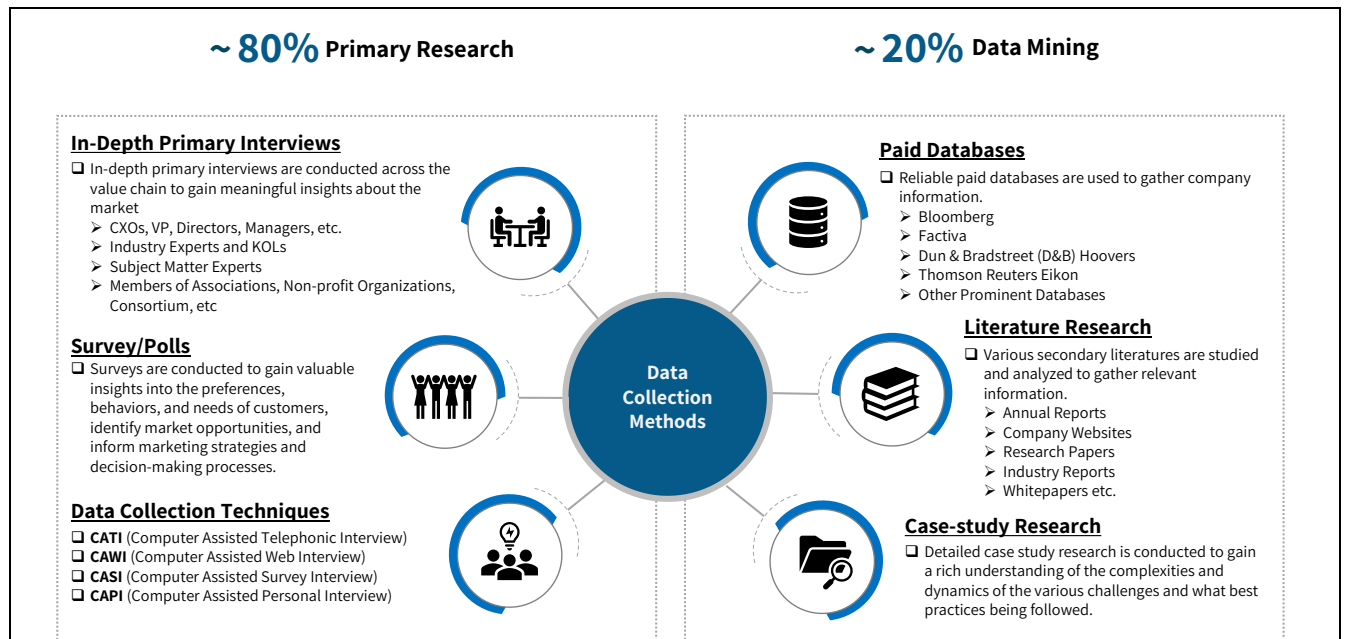 ~ 80% Primary Research
~ 20% Data Mining
In-Depth Primary Interviews
❑ In-depth primary interviews are conducted across the
value chain to gain meaningful insights about the
market
➢ CXOs, VP, Directors, Managers, etc.
➢ Industry Experts and KOLs
➢ Subject Matter Experts
➢ Members of Associations, Non-profit Organizations,
Consortium, etc
Survey/Polls
❑ Surveys are conducted to gain valuable
insights into the preferences,
behaviors, and needs of customers,
identify market opportunities, and
inform marketing strategies and
decision-making processes.
Data Collection Techniques
❑ CATI (Computer Assisted Telephonic Interview)
❑ CAWI (Computer Assisted Web Interview)
❑ CASI (Computer Assisted Survey Interview)
❑ CAPI (Computer Assisted Personal Interview)
Data
Collection
Methods
Paid Databases
❑ Reliable paid databases are used to gather company
information.
➢ Bloomberg
➢ Factiva
➢ Dun & Bradstreet (D&B) Hoovers
➢ Thomson Reuters Eikon
➢ Other Prominent Databases
Literature Research
❑ Various secondary literatures are studied
and analyzed to gather relevant
information.
➢ Annual Reports
➢ Company Websites
➢ Research Papers
➢ Industry Reports
➢ Whitepapers etc.
Case-study Research
❑ Detailed case study research is conducted to gain
a rich understanding of the complexities and
dynamics of the various challenges and what best
practices being followed.